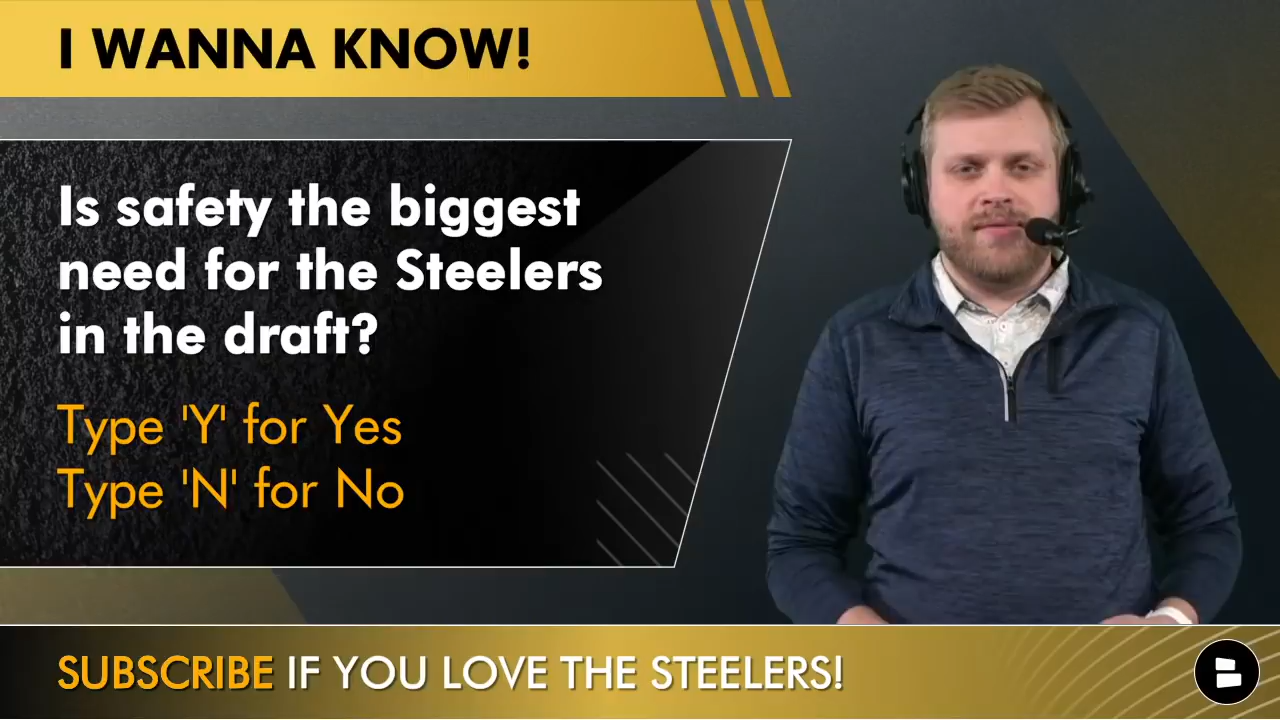 I WANNA KNOW!
Is safety the biggest
need for the Steelers
in the draft?
Type 'Y' for Yes
Type 'N' for No
SUBSCRIBE IF YOU LOVE THE STEELERS!